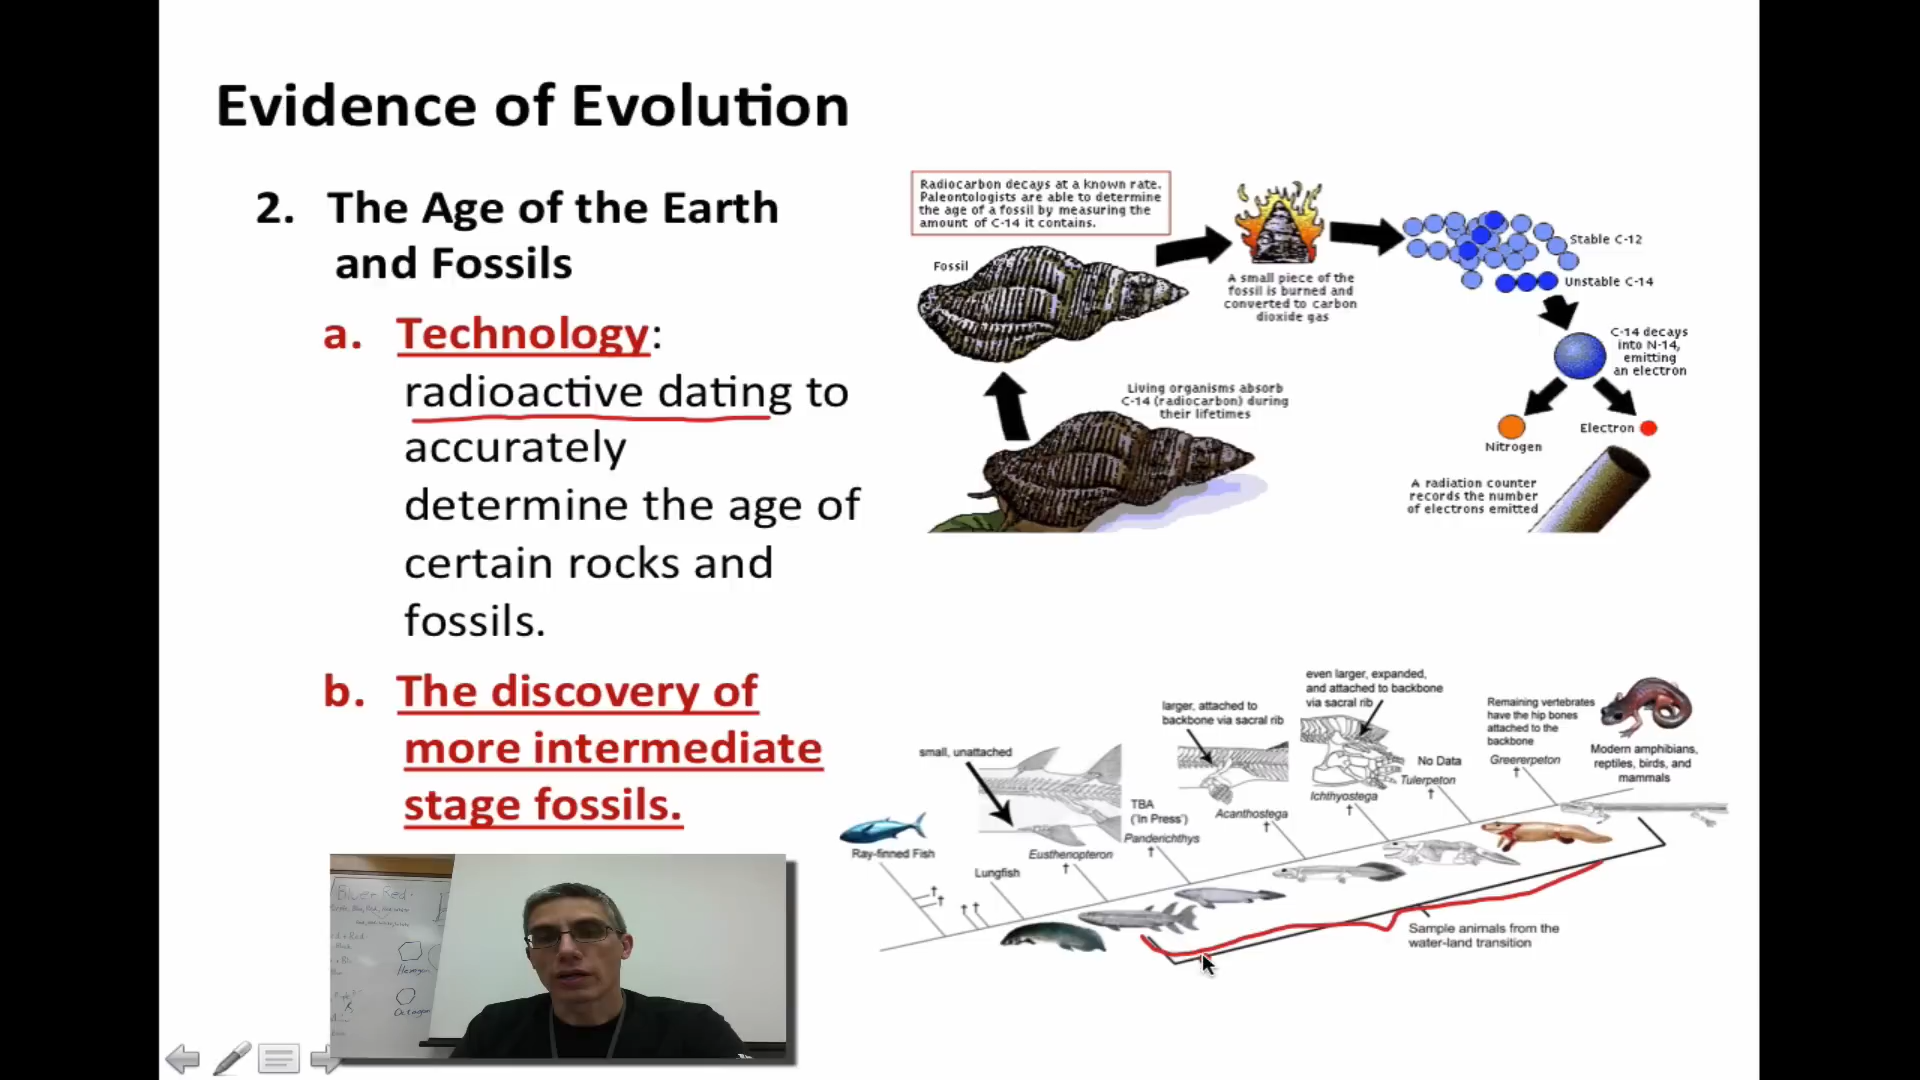 Evidence of Evolution
2. The Age of the Earth
and Fossils
a. Technology:
radioactive dating to
accurately
determine the age of
certain rocks and
fossils.
b. The discovery of
more intermediate
stage fossils.
Radiocarbon decays at a known rate.
Paleontologists are able to determine
the age of a fossil by measuring the
amount of C-14 it contains.
Fossil
A small piece of the
fossil is burned and
converted to carbon
dioxide gas
Stable C-12
Unstable C-14
C-14 decays
into N-14,
emitting
an electron
Nitrogen
Electron
A radiation counter
records the number
of electrons emitted
Living organisms absorb
C-14 (radiocarbon) during
their lifetimes
small, unattached
larger, attached to
backbone via sacral rib
even larger, expanded,
and attached to backbone
via sacral rib
Remaining vertebrates
have the hip bones
attached to the
backbone
Modern amphibians,
reptiles, birds, and
mammals
Ray-finned Fish
Lungfish
Eusthenopteron
TBA
('In Press')
Panderichthys
Acanthostega
Ichthyostega
No Data
Tulerpeton
Greererpeton
Sample animals from the
water-land transition
Hexagon
Octagon